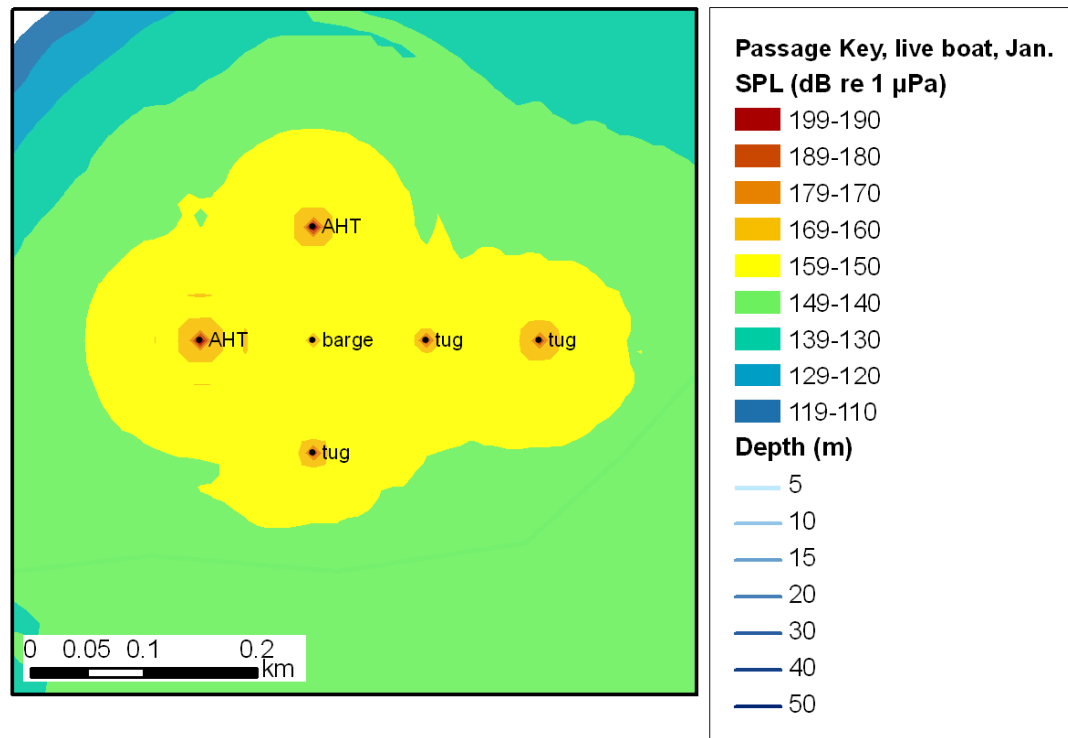 AHT
AHT
barge
tug
tug
tug
0 0.05 0.1 0.2
km
Passage Key, live boat, Jan.
SPL (dB re 1 µPa)
199-190
189-180
179-170
169-160
159-150
149-140
139-130
129-120
119-110
Depth (m)
5
10
15
20
30
40
50